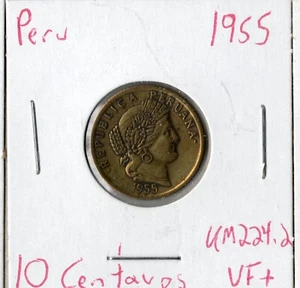 Peru 1955
REPUBLICA PERUANA
1955
KM224.2
10 Centavos VF+